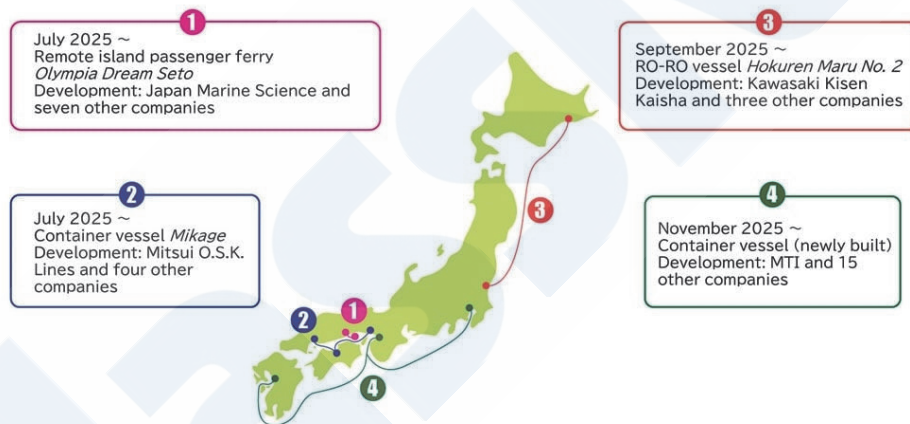 1
July 2025 ~
Remote island passenger ferry
Olympia Dream Seto
Development: Japan Marine Science and
seven other companies
2
July 2025 ~
Container vessel Mikage
Development: Mitsui O.S.K.
Lines and four other
companies
3
September 2025 ~
RO-RO vessel Hokuren Maru No. 2
Development: Kawasaki Kisen
Kaisha and three other companies
4
November 2025 ~
Container vessel (newly built)
Development: MTI and 15
other companies
3
1
2
4